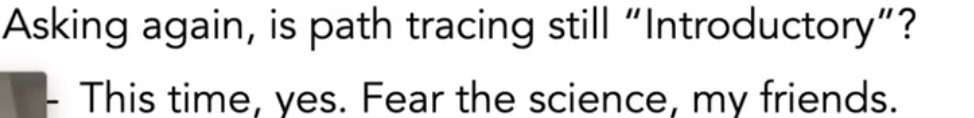 Asking again, is path tracing still “Introductory”?
- This time, yes. Fear the science, my friends.